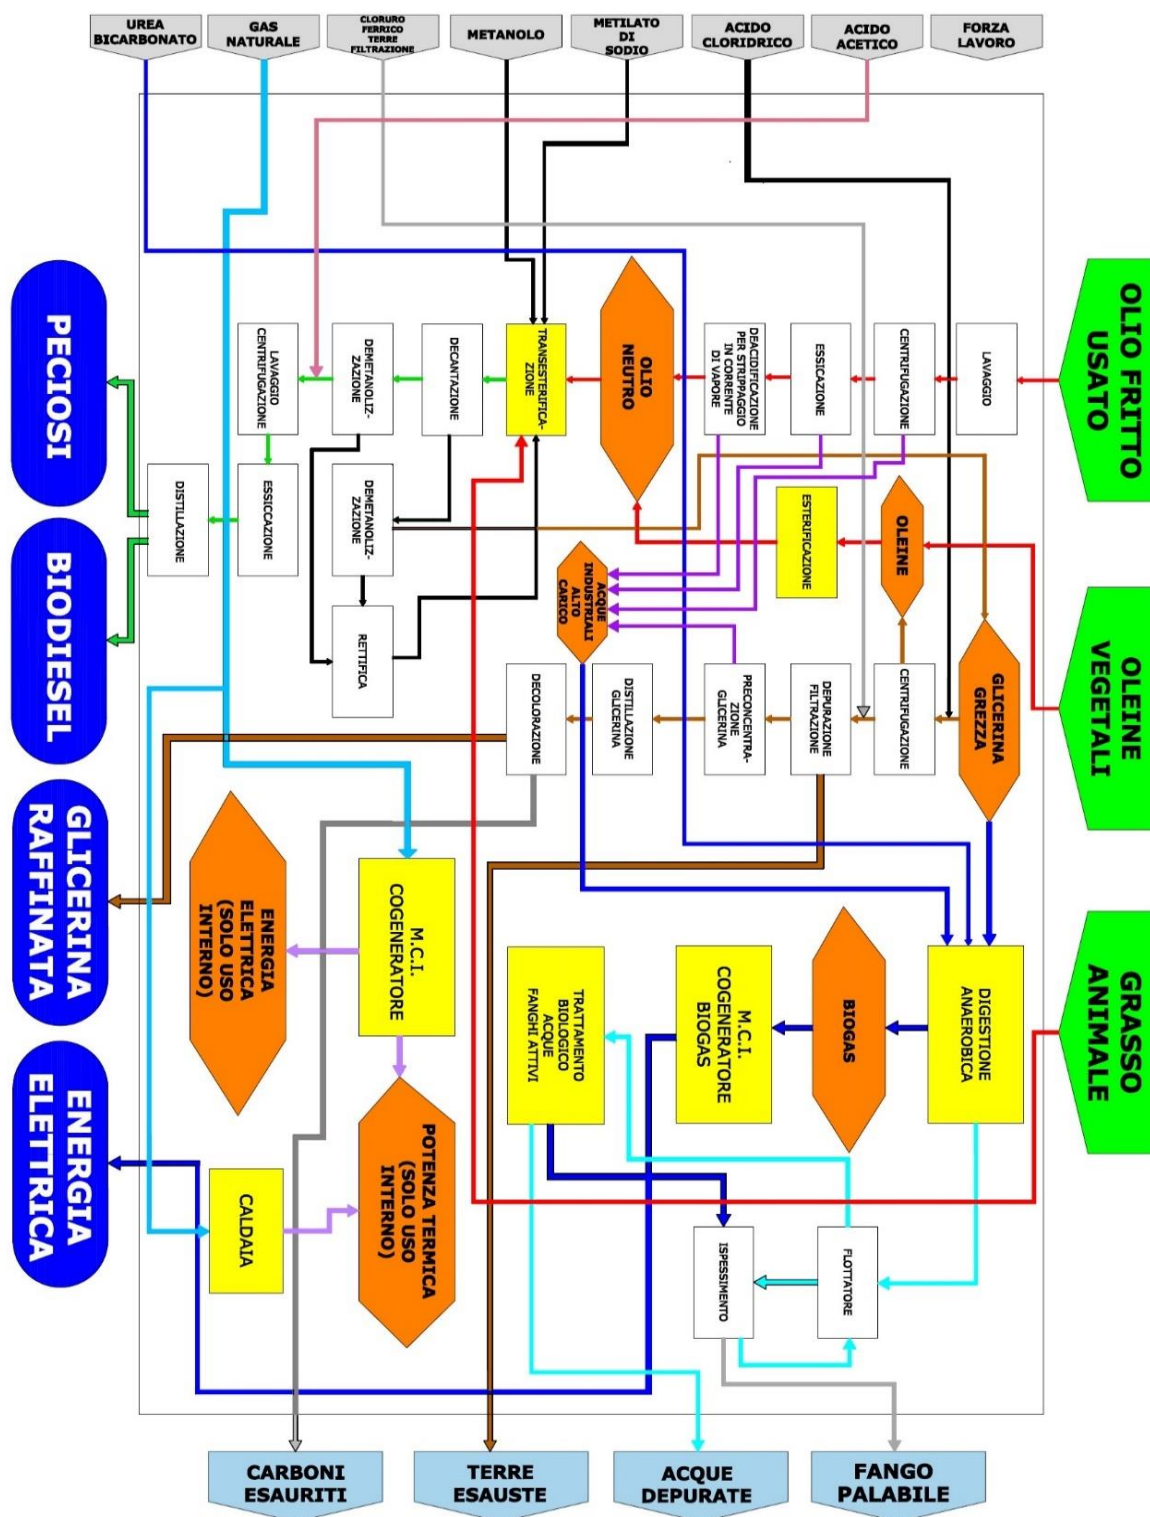 UREA
BICARBONATO
GAS
NATURALE
CLORURO
FERRICO
TERRE
FILTRAZIONE
METANOLO
METILATO
DI
SODIO
ACIDO
CLORIDRICO
ACIDO
ACETICO
FORZA
LAVORO
OLIO FRITTO
USATO
OLEINE
VEGETALI
GRASSO
ANIMALE
LAVAGGIO
CENTRIFUGAZIONE
ESSICAZIONE
DEACIDIFICAZIONE
PER STRIPPAGGIO
IN CORRENTE
DI VAPORE
OLIO
NEUTRO
TRANSESTERIFICA-
ZIONE
DECANTAZIONE
DEMETANOLIZ-
ZAZIONE
LAVAGGIO
CENTRIFUGAZIONE
OLEINE
ESTERIFICAZIONE
DEMETANOLIZ-
ZAZIONE
ESSICCAZIONE
DISTILLAZIONE
ACQUE
INDUSTRIALI
ALTO
CARICO
RETTIFICA
GLICERINA
GREZZA
CENTRIFUGAZIONE
DEPURAZIONE
FILTRAZIONE
PRECONCENTRA-
ZIONE
GLICERINA
DISTILLAZIONE
GLICERINA
DECOLORAZIONE
M.C.I.
COGENERATORE
ENERGIA
ELETTRICA
(SOLO USO
INTERNO)
DIGESTIONE
ANAEROBICA
BIOGAS
M.C.I.
COGENERATORE
BIOGAS
TRATTAMENTO
BIOLOGICO
ACQUE
FANGHI ATTIVI
POTENZA TERMICA
(SOLO USO
INTERNO)
CALDAIA
FLOTTATORE
ISPESSIMENTO
PECIOSI
BIODIESEL
GLICERINA
RAFFINATA
ENERGIA
ELETTRICA
CARBONI
ESAURITI
TERRE
ESAUSTE
ACQUE
DEPURATE
FANGO
PALABILE